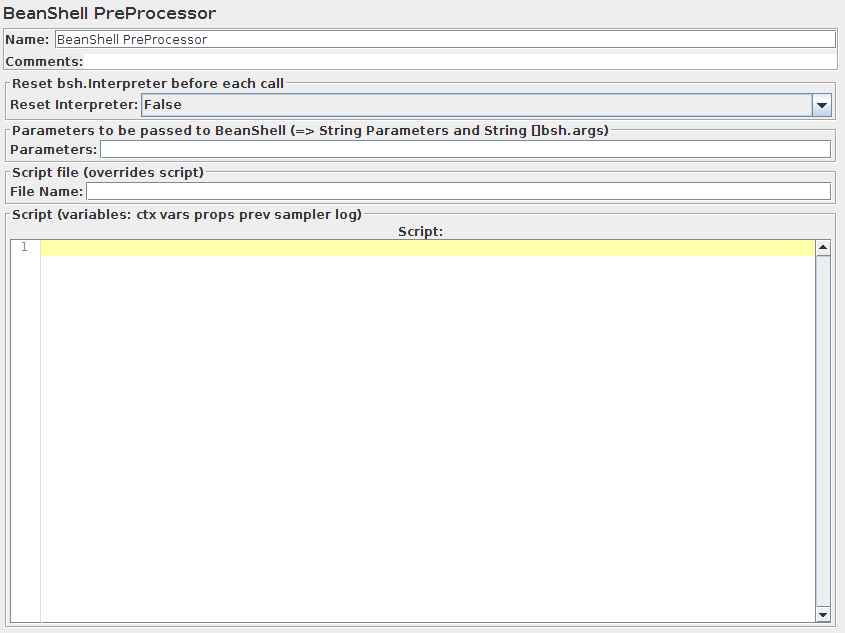 BeanShell PreProcessor
Name: BeanShell PreProcessor
Comments:
Reset bsh.Interpreter before each call
Reset Interpreter: False
Parameters to be passed to BeanShell (=> String Parameters and String []bsh.args)
Parameters:
Script file (overrides script)
File Name:
Script (variables: ctx vars props prev sampler log)
Script:
1